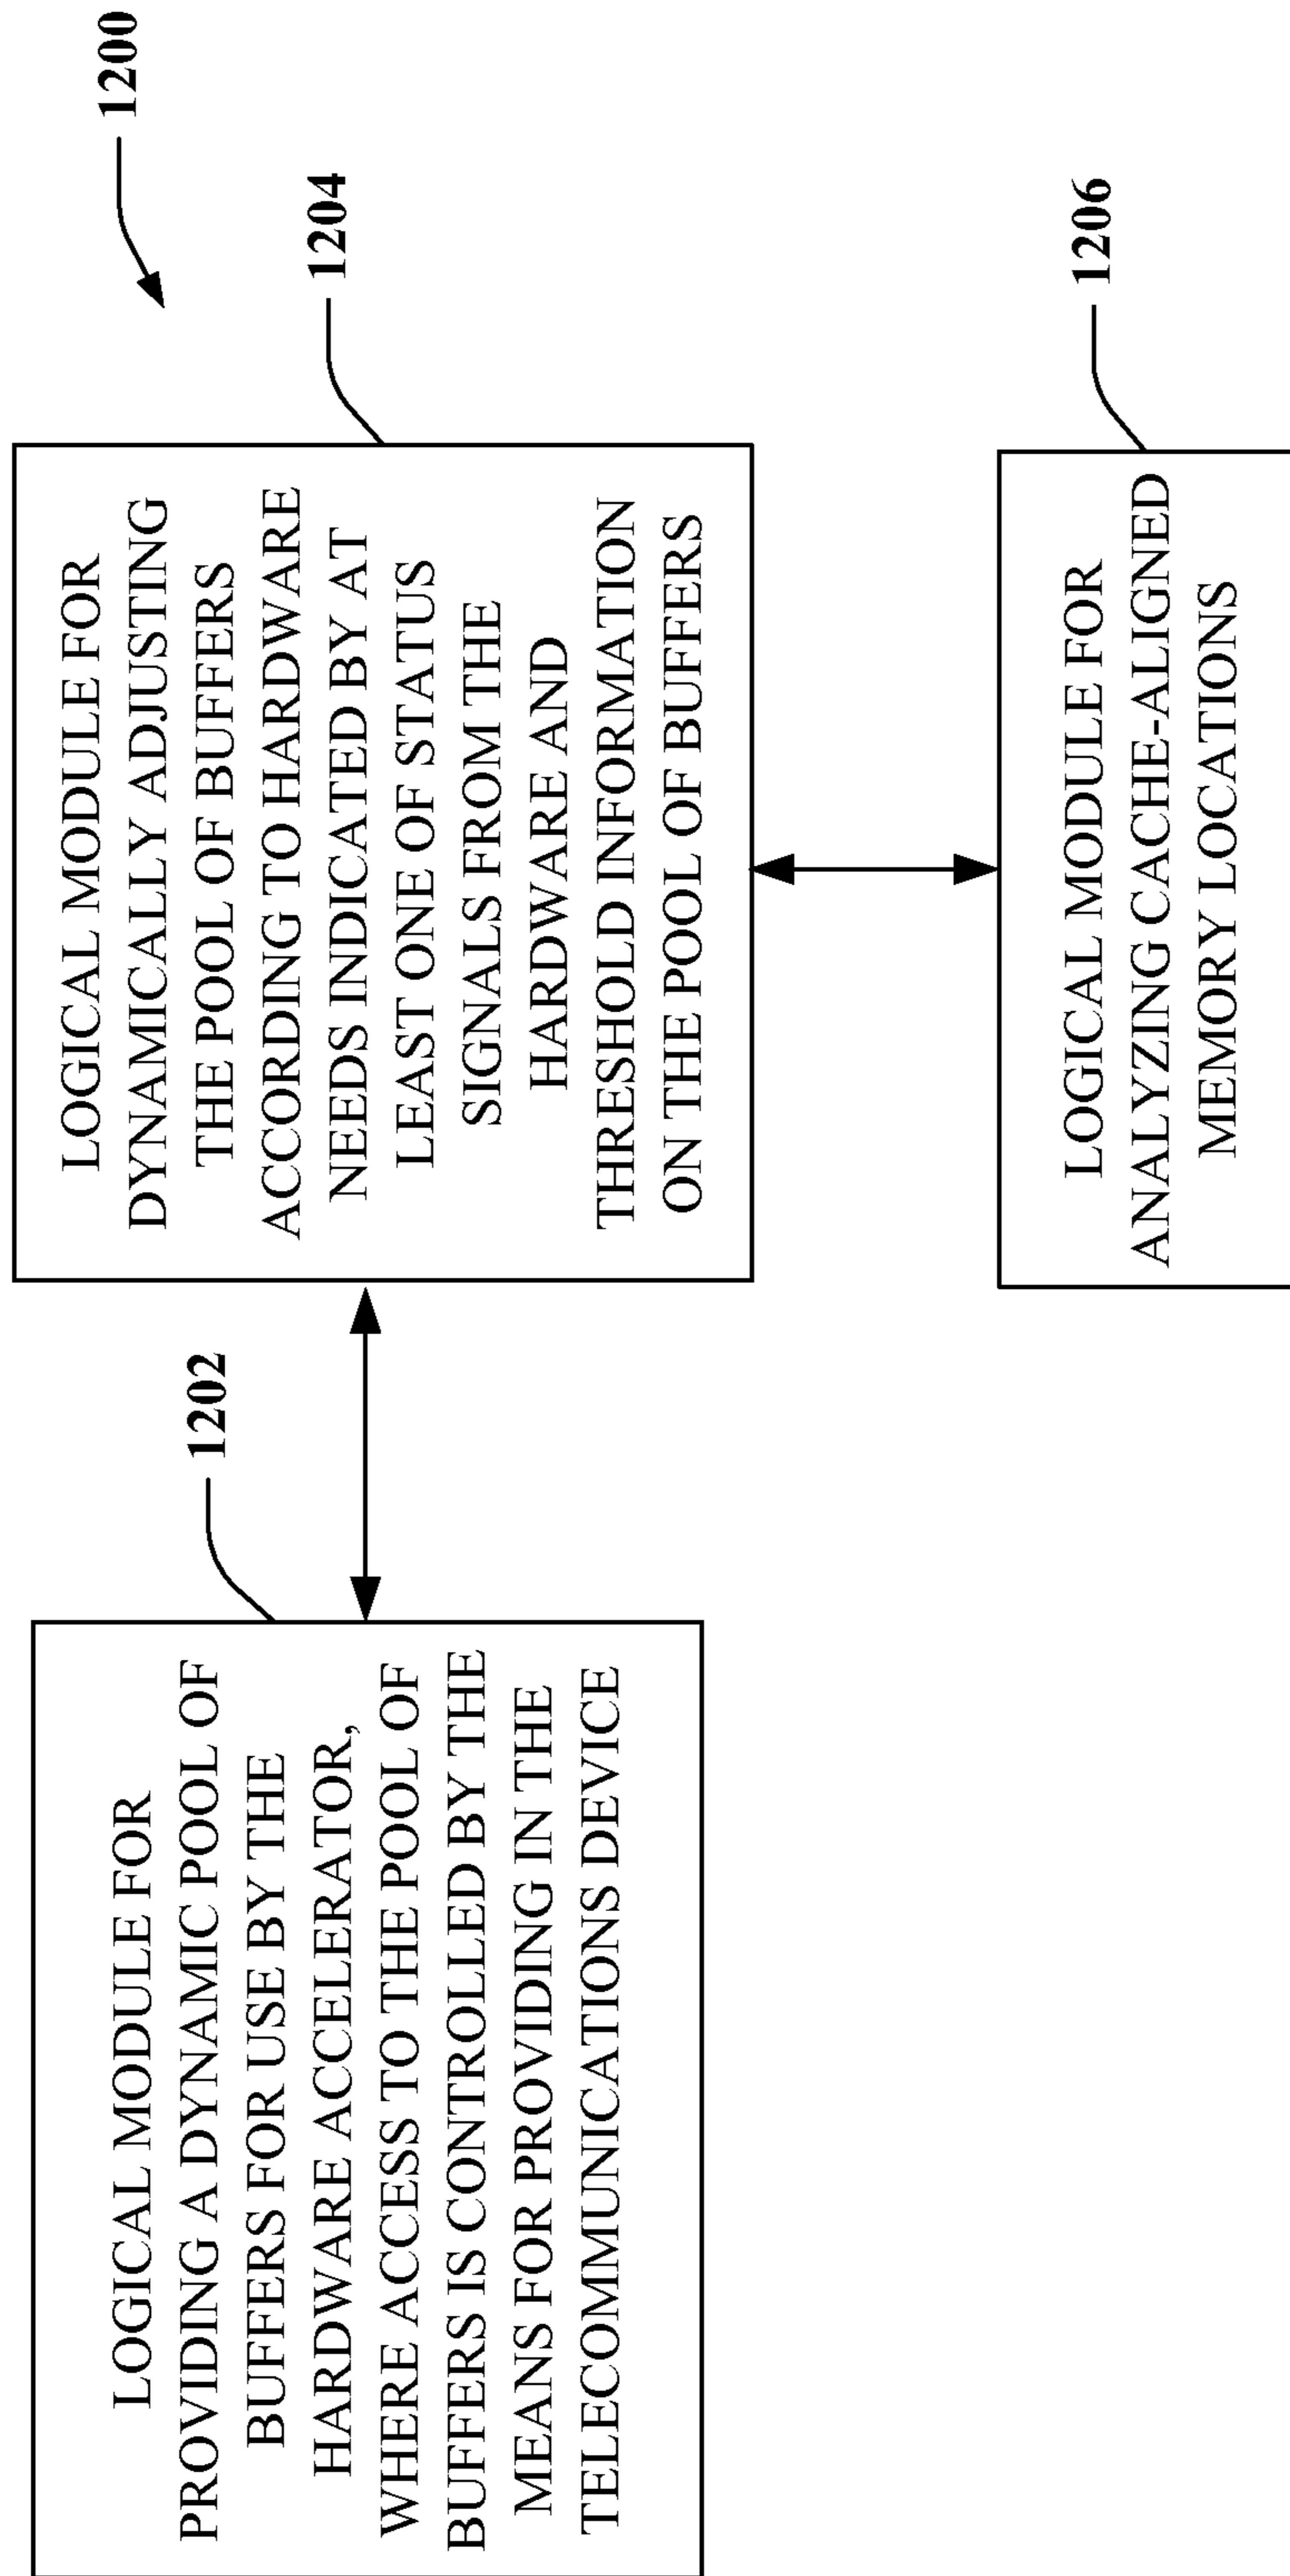 1200
1202
LOGICAL MODULE FOR
PROVIDING A DYNAMIC POOL OF
BUFFERS FOR USE BY THE
HARDWARE ACCELERATOR,
WHERE ACCESS TO THE POOL OF
BUFFERS IS CONTROLLED BY THE
MEANS FOR PROVIDING IN THE
TELECOMMUNICATIONS DEVICE
1204
LOGICAL MODULE FOR
DYNAMICALLY ADJUSTING
THE POOL OF BUFFERS
ACCORDING TO HARDWARE
NEEDS INDICATED BY AT
LEAST ONE OF STATUS
SIGNALS FROM THE
HARDWARE AND
THRESHOLD INFORMATION
ON THE POOL OF BUFFERS
1206
LOGICAL MODULE FOR
ANALYZING CACHE-ALIGNED
MEMORY LOCATIONS